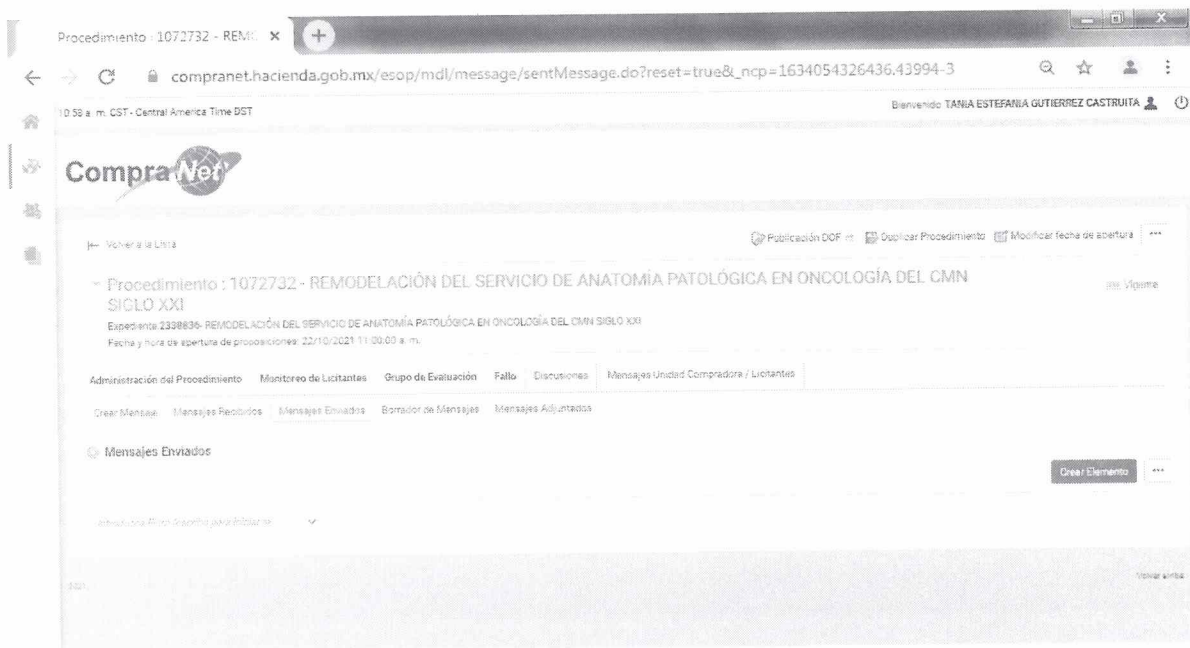 Procedimiento : 1072732 - REM
compranet.hacienda.gob.mx/esop/mdl/message/sentMessage.do?reset=true&_ncp=1634054326436.43994-3
10:58 a. m. CST - Central America Time DST
Bienvenido TANIA ESTEFANIA GUTIERREZ CASTRUITA
CompraNet
Volver a la Lista
Publicación DOF
Duplicar Procedimiento
Modificar fecha de apertura
Procedimiento : 1072732 - REMODELACIÓN DEL SERVICIO DE ANATOMÍA PATOLÓGICA EN ONCOLOGÍA DEL CMN
SIGLO XXI
Vigente
Expediente 2338836- REMODELACIÓN DEL SERVICIO DE ANATOMÍA PATOLÓGICA EN ONCOLOGÍA DEL CMN SIGLO XXI
Fecha y hora de apertura de proposiciones: 22/10/2021 11:00:00 a. m.
Administración del Procedimiento Monitoreo de Licitantes Grupo de Evaluación Fallo Discusiones Mensajes Unidad Compradora / Licitantes
Crear Mensaje Mensajes Recibidos Mensajes Enviados Borrador de Mensajes Mensajes Adjuntados
Mensajes Enviados
Crear Elemento
Volver arriba